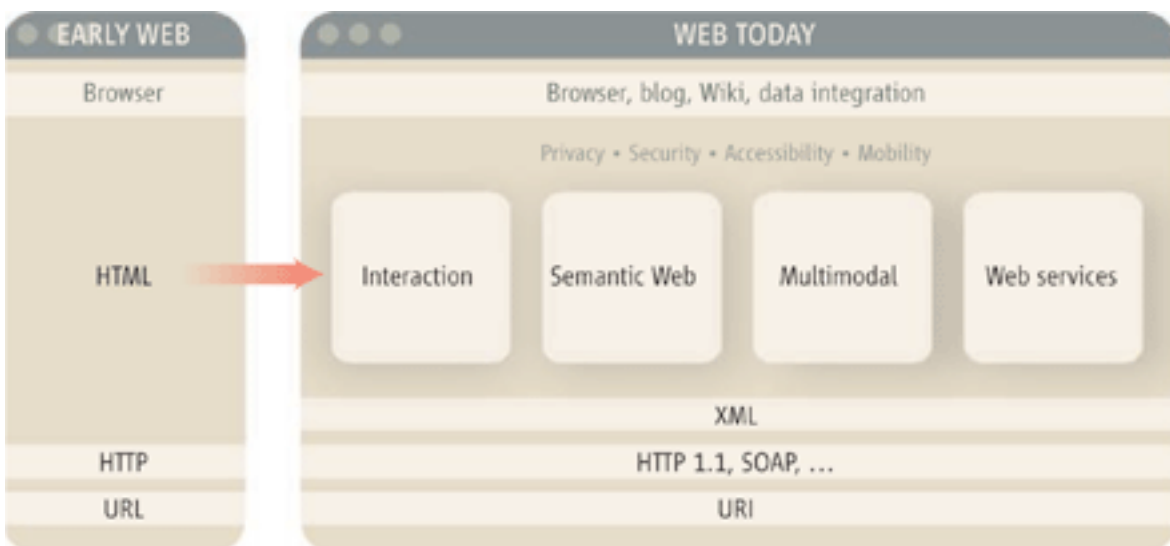 EARLY WEB
Browser
HTML
HTTP
URL
WEB TODAY
Browser, blog, Wiki, data integration
Privacy • Security • Accessibility • Mobility
Interaction
Semantic Web
Multimodal
Web services
XML
HTTP 1.1, SOAP, ...
URI